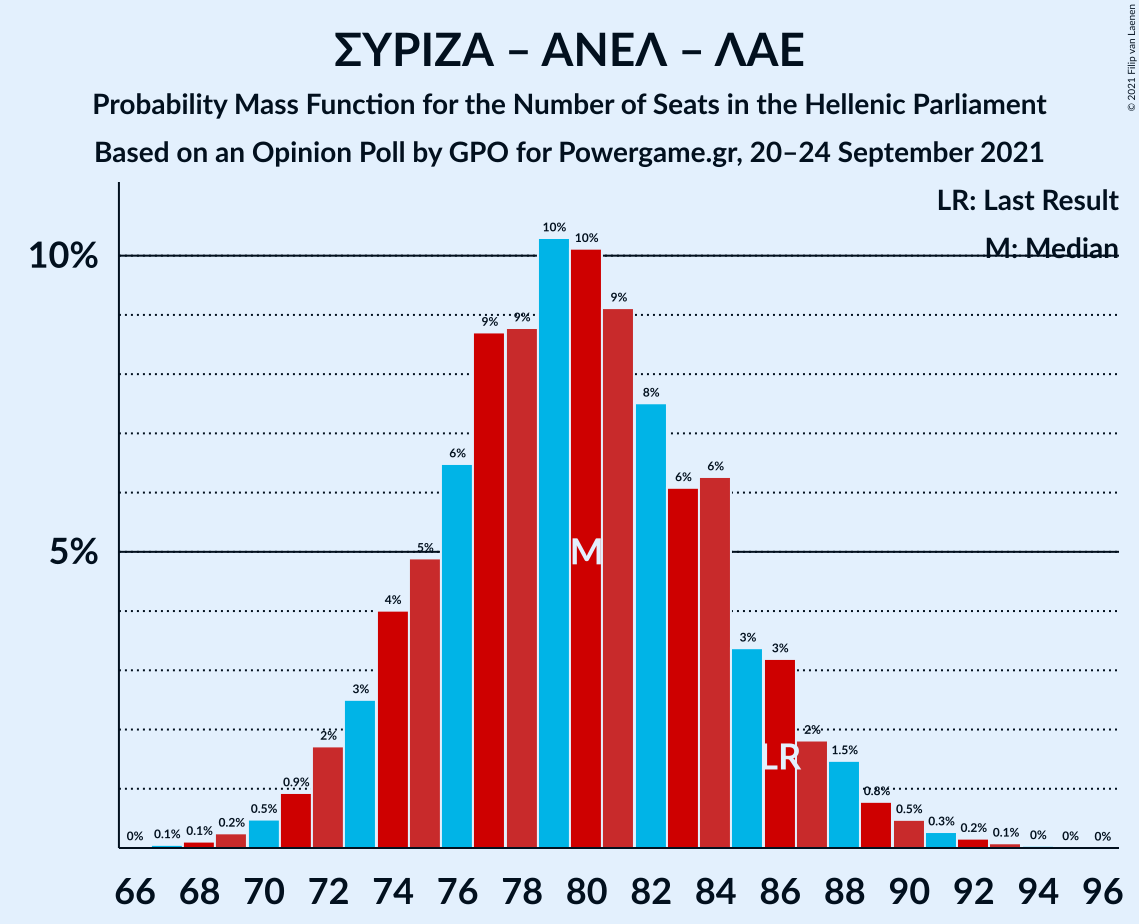 ΣΥΡΙΖΑ – ΑΝΕΛ – ΛΑΕ
Probability Mass Function for the Number of Seats in the Hellenic Parliament
Based on an Opinion Poll by GPO for Powergame.gr, 20–24 September 2021
© 2021 Filip van Laenen
LR: Last Result
M: Median
10%
5%
0% 0.1% 0.1% 0.2% 0.5% 0.9% 2% 3% 4% 5% 6% 9% 9% 10% 10% 9% 8% 6% 6% 3% 3% 2% 1.5% 0.8% 0.5% 0.3% 0.2% 0.1% 0% 0% 0%
M
LR
66 68 70 72 74 76 78 80 82 84 86 88 90 92 94 96